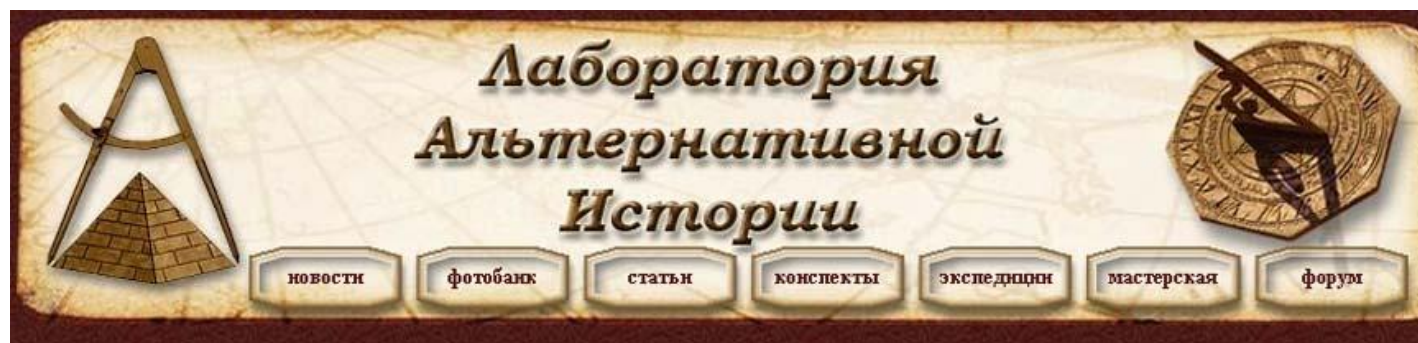 Лаборатория
Альтернативной
Истории
новости фотобанк статьи конспекты экспедиции мастерская форум